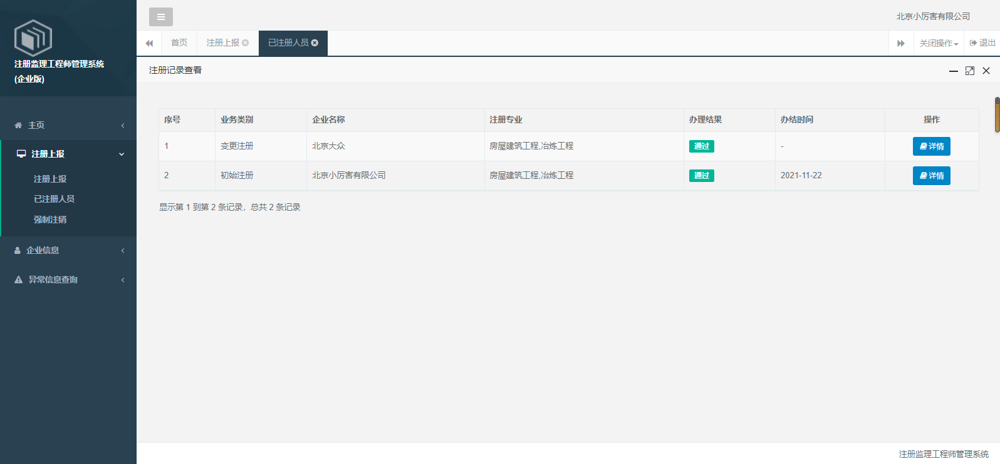 注册监理工程师管理系统
(企业版)
主页
注册上报
注册上报
已注册人员
强制注销
企业信息
异常信息查询
北京小厉害有限公司
首页 注册上报 已注册人员 关闭操作 退出
注册记录查看
序号 业务类别 企业名称 注册专业 办理结果 办结时间 操作
1 变更注册 北京大众 房屋建筑工程,冶炼工程 通过 - 详情
2 初始注册 北京小厉害有限公司 房屋建筑工程,冶炼工程 通过 2021-11-22 详情
显示第 1 到第 2 条记录，总共 2 条记录
注册监理工程师管理系统